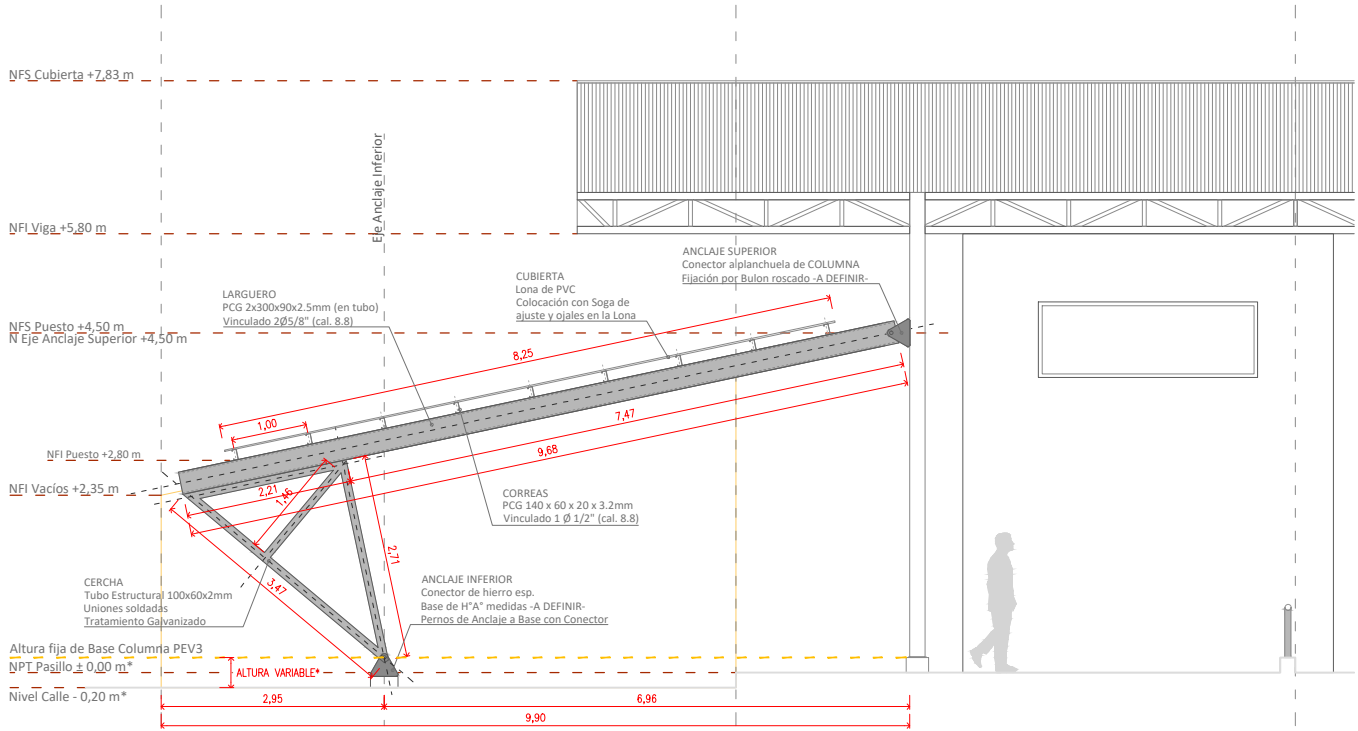 NFS Cubierta +7,83 m
Eje Anclaje Inferior
NFI Viga +5,80 m
ANCLAJE SUPERIOR
Conector alplanchuela de COLUMNA
Fijación por Bulon roscado -A DEFINIR-
CUBIERTA
Lona de PVC
Colocación con Soga de
ajuste y ojales en la Lona
LARGUERO
PCG 2x300x90x2.5mm (en tubo)
Vinculado 2Ø5/8" (cal. 8.8)
NFS Puesto +4,50 m
N Eje Anclaje Superior +4,50 m
8,25
1,00
7,47
9,68
NFI Puesto +2,80 m
NFI Vacíos +2,35 m
2,21
1,46
CORREAS
PCG 140 x 60 x 20 x 3.2mm
Vinculado 1 Ø 1/2" (cal. 8.8)
2,71
3,47
CERCHA
Tubo Estructural 100x60x2mm
Uniones soldadas
Tratamiento Galvanizado
ANCLAJE INFERIOR
Conector de hierro esp.
Base de H°A° medidas -A DEFINIR-
Pernos de Anclaje a Base con Conector
Altura fija de Base Columna PEV3
NPT Pasillo ± 0,00 m*
ALTURA VARIABLE*
Nivel Calle - 0,20 m*
2,95
6,96
9,90